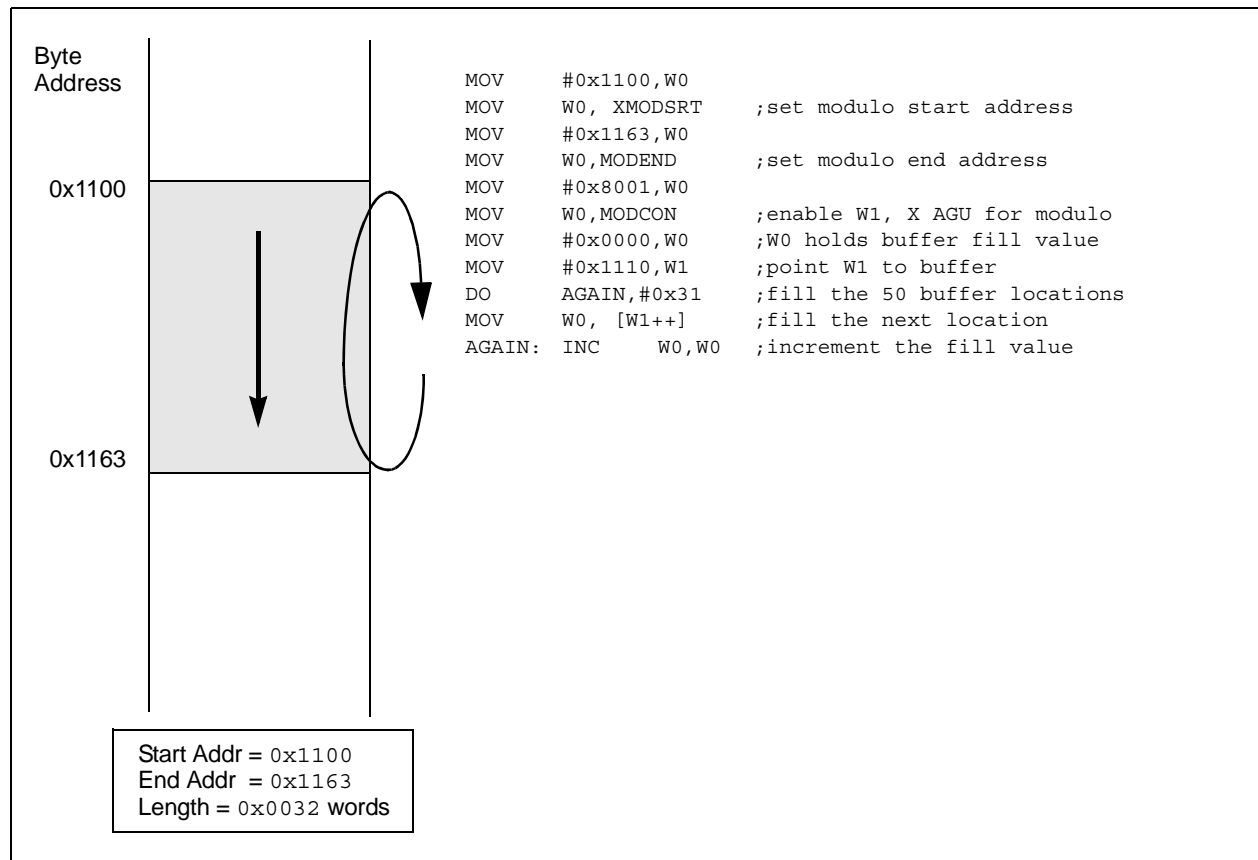 Byte
Address
0x1100
0x1163
MOV #0x1100,W0
MOV W0, XMODSRT ;set modulo start address
MOV #0x1163,W0
MOV W0,MODEND ;set modulo end address
MOV #0x8001,W0
MOV W0,MODCON ;enable W1, X AGU for modulo
MOV #0x0000,W0 ;W0 holds buffer fill value
MOV #0x1110,W1 ;point W1 to buffer
DO AGAIN,#0x31 ;fill the 50 buffer locations
MOV W0, [W1++] ;fill the next location
AGAIN: INC W0,W0 ;increment the fill value
Start Addr = 0x1100
End Addr = 0x1163
Length = 0x0032 words